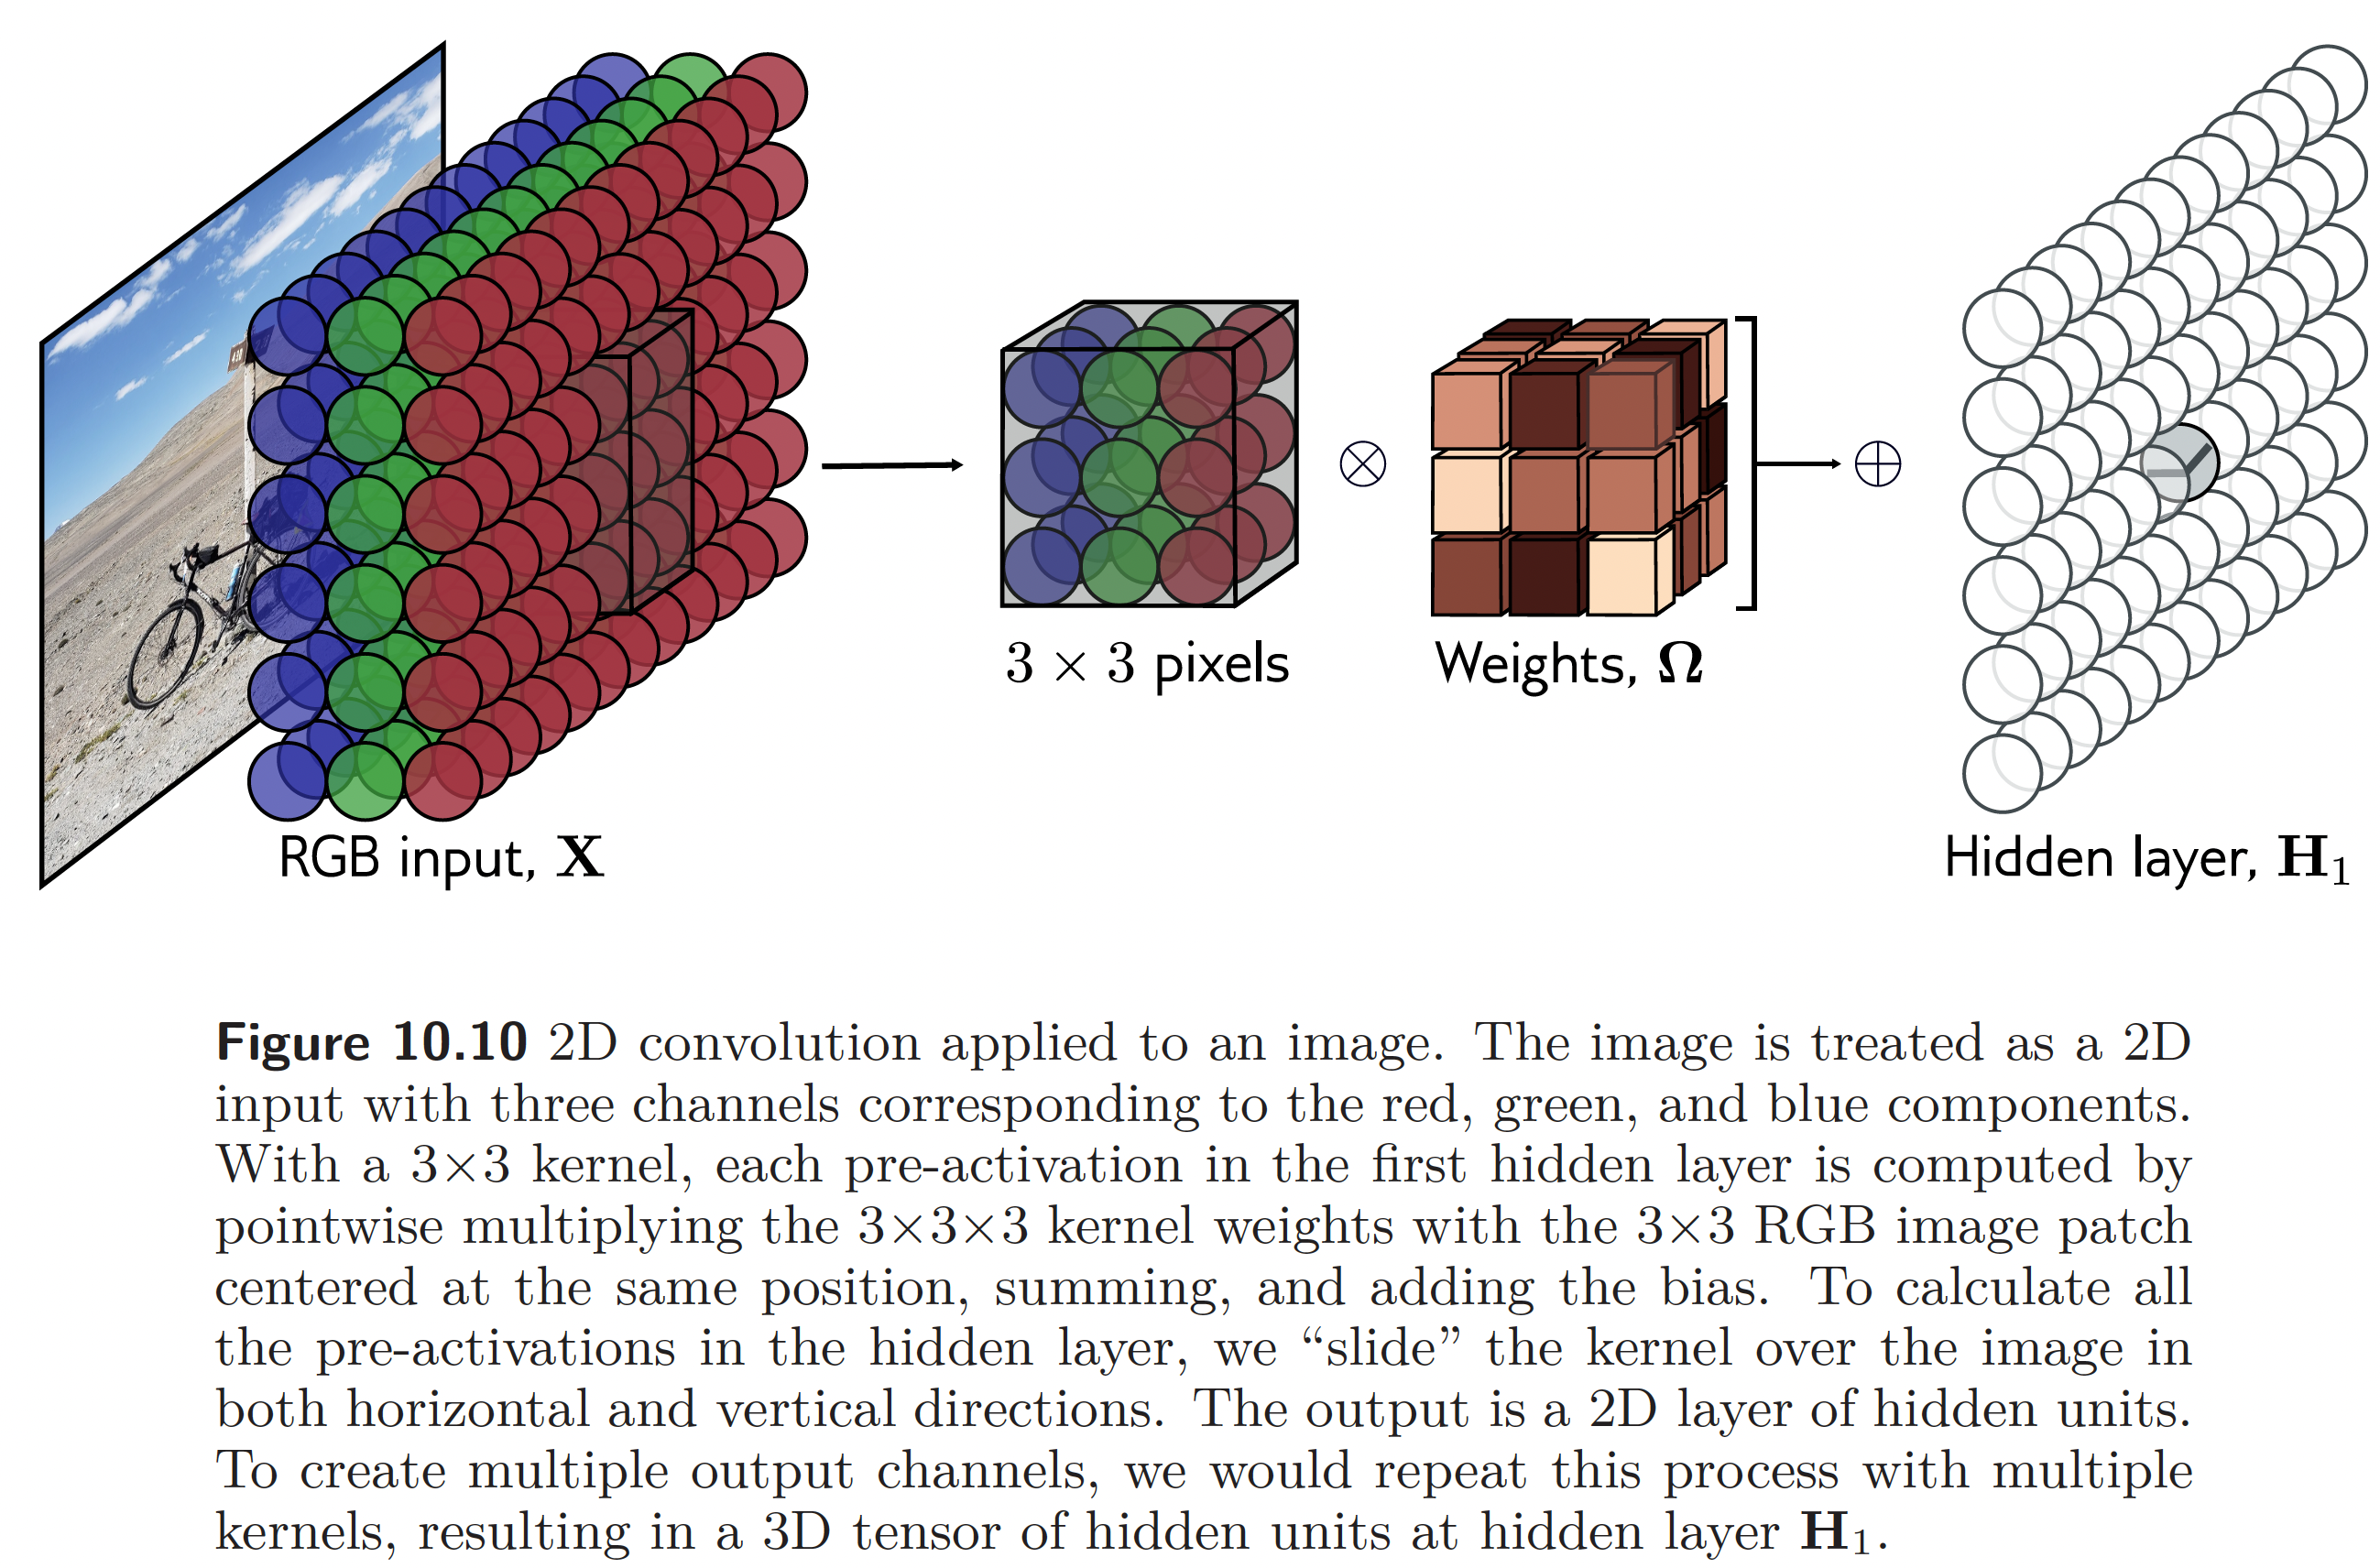 3 × 3 pixels
Weights, Ω
RGB input, X
Hidden layer, H₁
Figure 10.10 2D convolution applied to an image. The image is treated as a 2D
input with three channels corresponding to the red, green, and blue components.
With a 3×3 kernel, each pre-activation in the first hidden layer is computed by
pointwise multiplying the 3×3×3 kernel weights with the 3×3 RGB image patch
centered at the same position, summing, and adding the bias. To calculate all
the pre-activations in the hidden layer, we “slide” the kernel over the image in
both horizontal and vertical directions. The output is a 2D layer of hidden units.
To create multiple output channels, we would repeat this process with multiple
kernels, resulting in a 3D tensor of hidden units at hidden layer H₁.